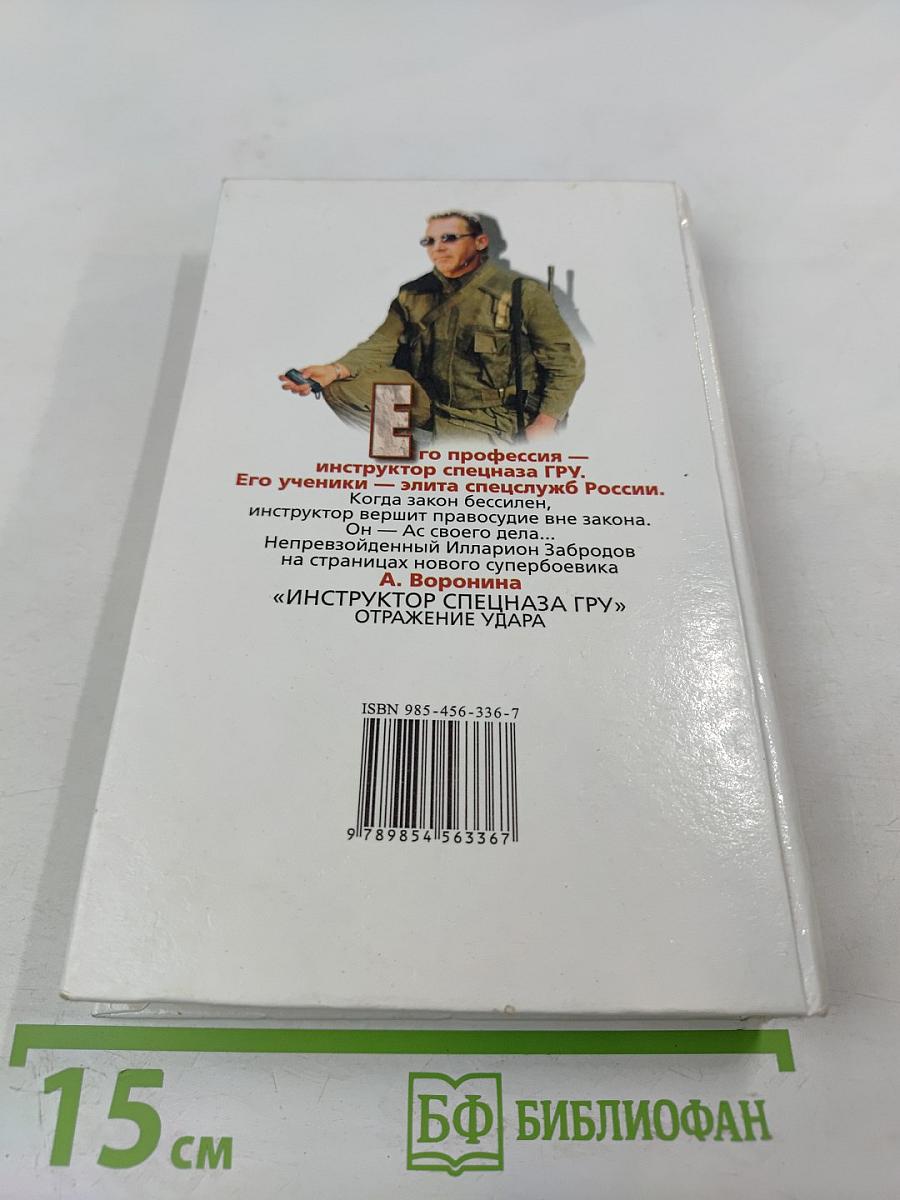 Его профессия —
инструктор спецназа ГРУ.
Его ученики — элита спецслужб России.
Когда закон бессилен,
инструктор вершит правосудие вне закона.
Он — Ас своего дела...
Непревзойденный Илларион Забродов
на страницах нового супербоевика
А. Воронина
«ИНСТРУКТОР СПЕЦНАЗА ГРУ»
ОТРАЖЕНИЕ УДАРА
ISBN 985-456-336-7
9 789854 563367
15 см
БФ БИБЛИОФАН